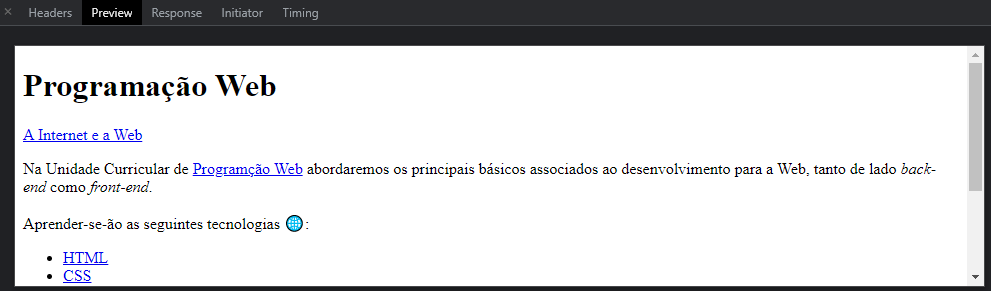 × Headers Preview Response Initiator Timing
Programação Web
A Internet e a Web
Na Unidade Curricular de Programção Web abordaremos os principais básicos associados ao desenvolvimento para a Web, tanto de lado back-
end como front-end.
Aprender-se-ão as seguintes tecnologias 🌐:
• HTML
• CSS